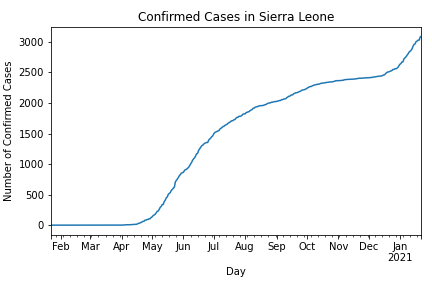 Confirmed Cases in Sierra Leone
Number of Confirmed Cases
3000
2500
2000
1500
1000
500
0
Feb Mar Apr May Jun Jul Aug Sep Oct Nov Dec Jan
2021
Day